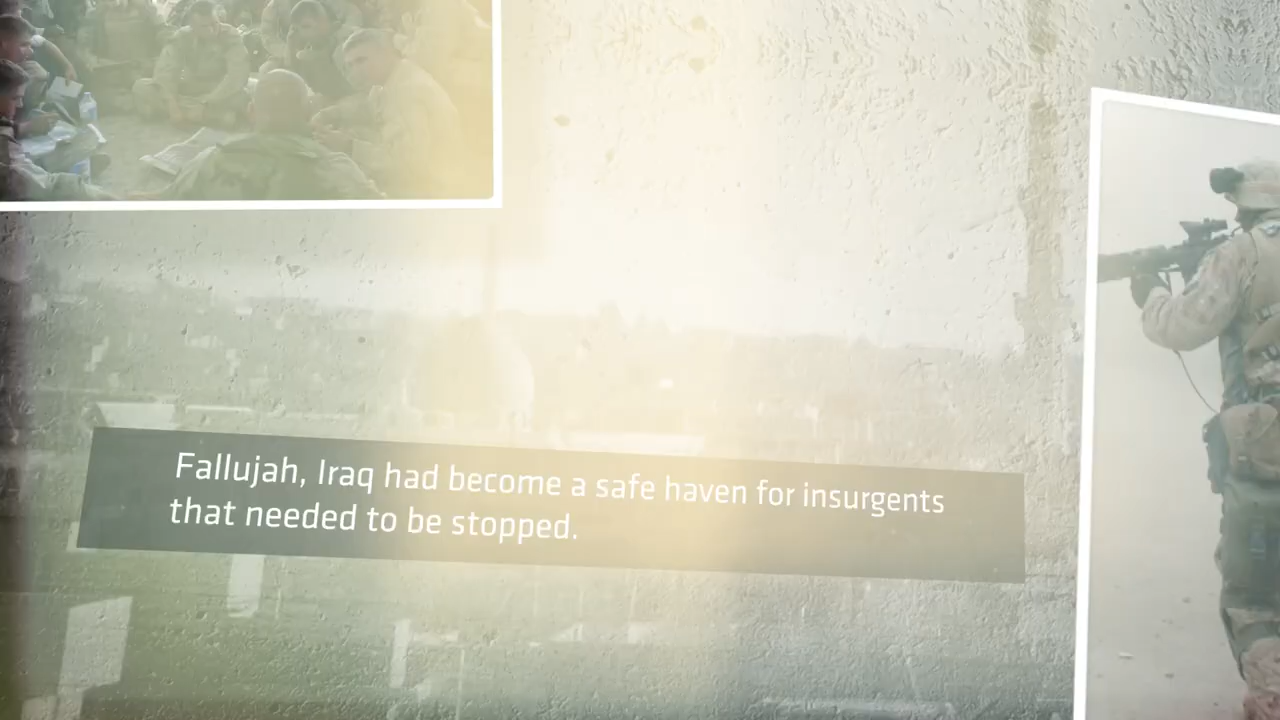 Fallujah, Iraq had become a safe haven for insurgents
that needed to be stopped.